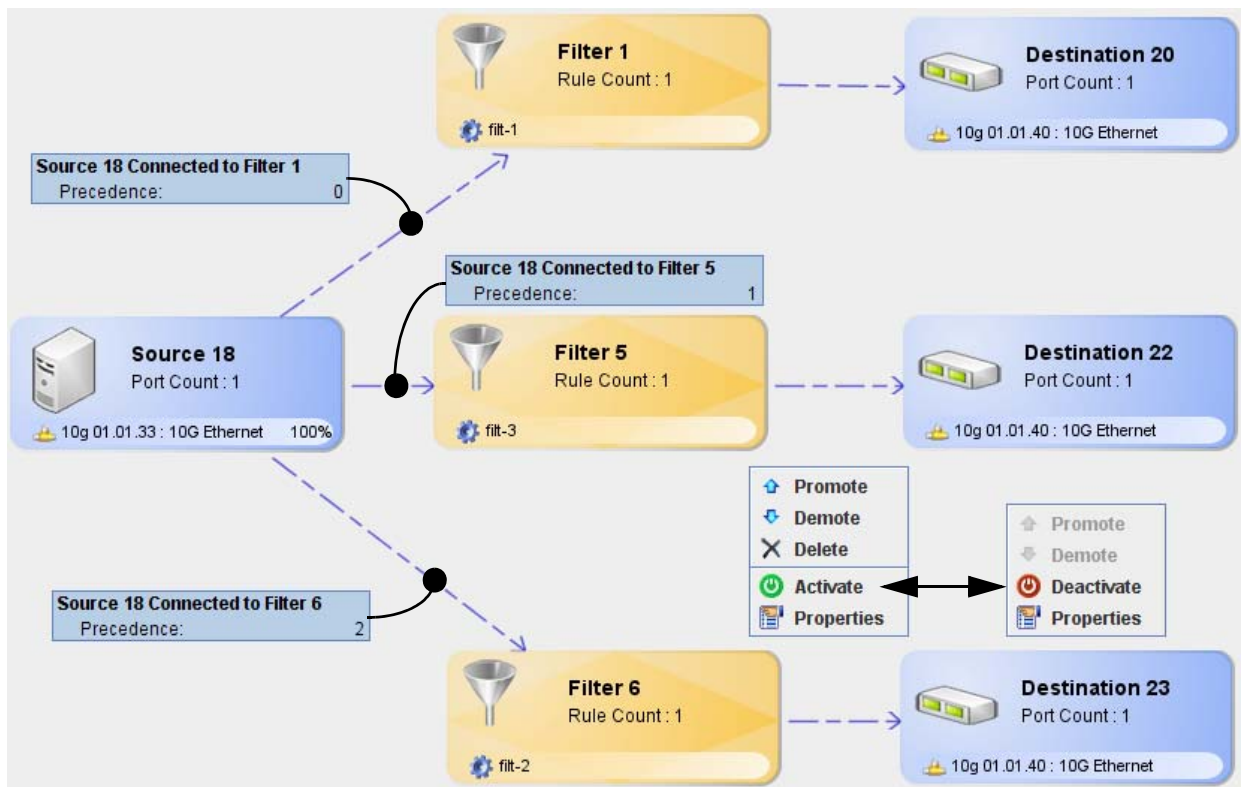 Filter 1
Rule Count : 1
filt-1
Destination 20
Port Count : 1
10g 01.01.40 : 10G Ethernet
Source 18 Connected to Filter 1
Precedence: 0
Source 18 Connected to Filter 5
Precedence: 1
Source 18
Port Count : 1
10g 01.01.33 : 10G Ethernet 100%
Filter 5
Rule Count : 1
filt-3
Destination 22
Port Count : 1
10g 01.01.40 : 10G Ethernet
Promote
Demote
Delete
Activate
Properties
Promote
Demote
Deactivate
Properties
Source 18 Connected to Filter 6
Precedence: 2
Filter 6
Rule Count : 1
filt-2
Destination 23
Port Count : 1
10g 01.01.40 : 10G Ethernet